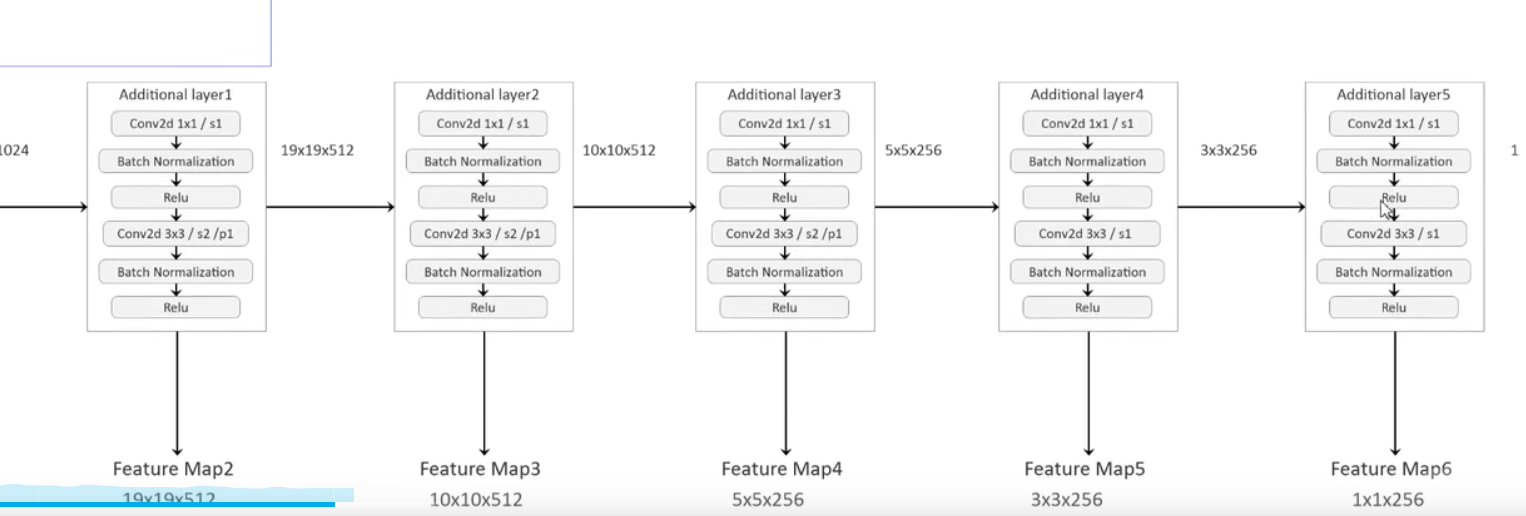 Additional layer1
Conv2d 1x1 / s1
Batch Normalization
Relu
Conv2d 3x3 / s2 /p1
Batch Normalization
Relu
Additional layer2
Conv2d 1x1 / s1
Batch Normalization
Relu
Conv2d 3x3 / s2 /p1
Batch Normalization
Relu
Additional layer3
Conv2d 1x1 / s1
Batch Normalization
Relu
Conv2d 3x3 / s2 /p1
Batch Normalization
Relu
Additional layer4
Conv2d 1x1 / s1
Batch Normalization
Relu
Conv2d 3x3 / s1
Batch Normalization
Relu
Additional layer5
Conv2d 1x1 / s1
Batch Normalization
Relu
Conv2d 3x3 / s1
Batch Normalization
Relu
1024
19x19x512
10x10x512
5x5x256
3x3x256
1
Feature Map2
19x19x512
Feature Map3
10x10x512
Feature Map4
5x5x256
Feature Map5
3x3x256
Feature Map6
1x1x256